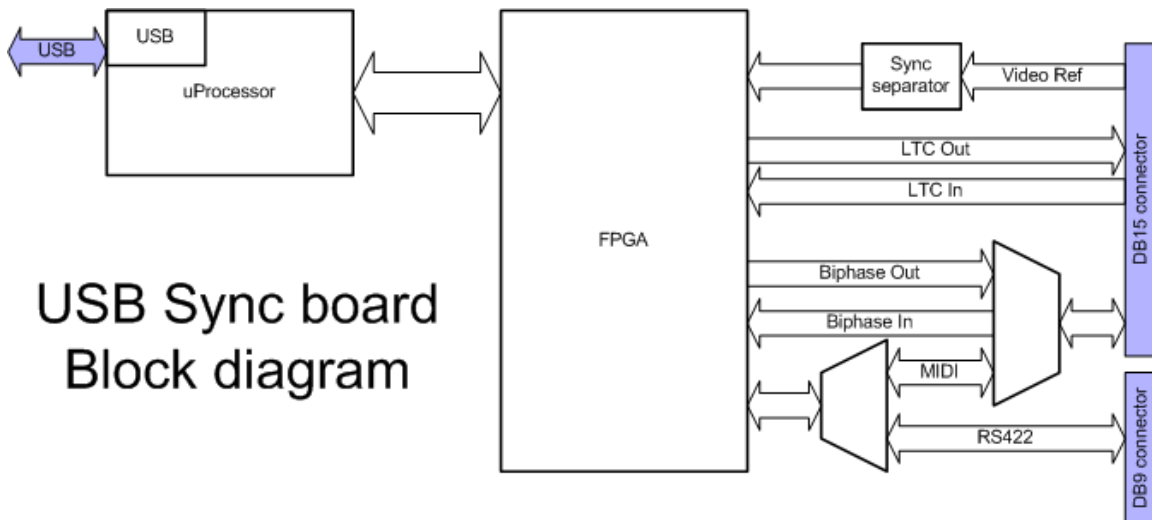 USB
USB
uProcessor
Sync
separator
Video Ref
LTC Out
LTC In
FPGA
DB15 connector
Biphase Out
Biphase In
MIDI
RS422
DB9 connector
USB Sync board
Block diagram